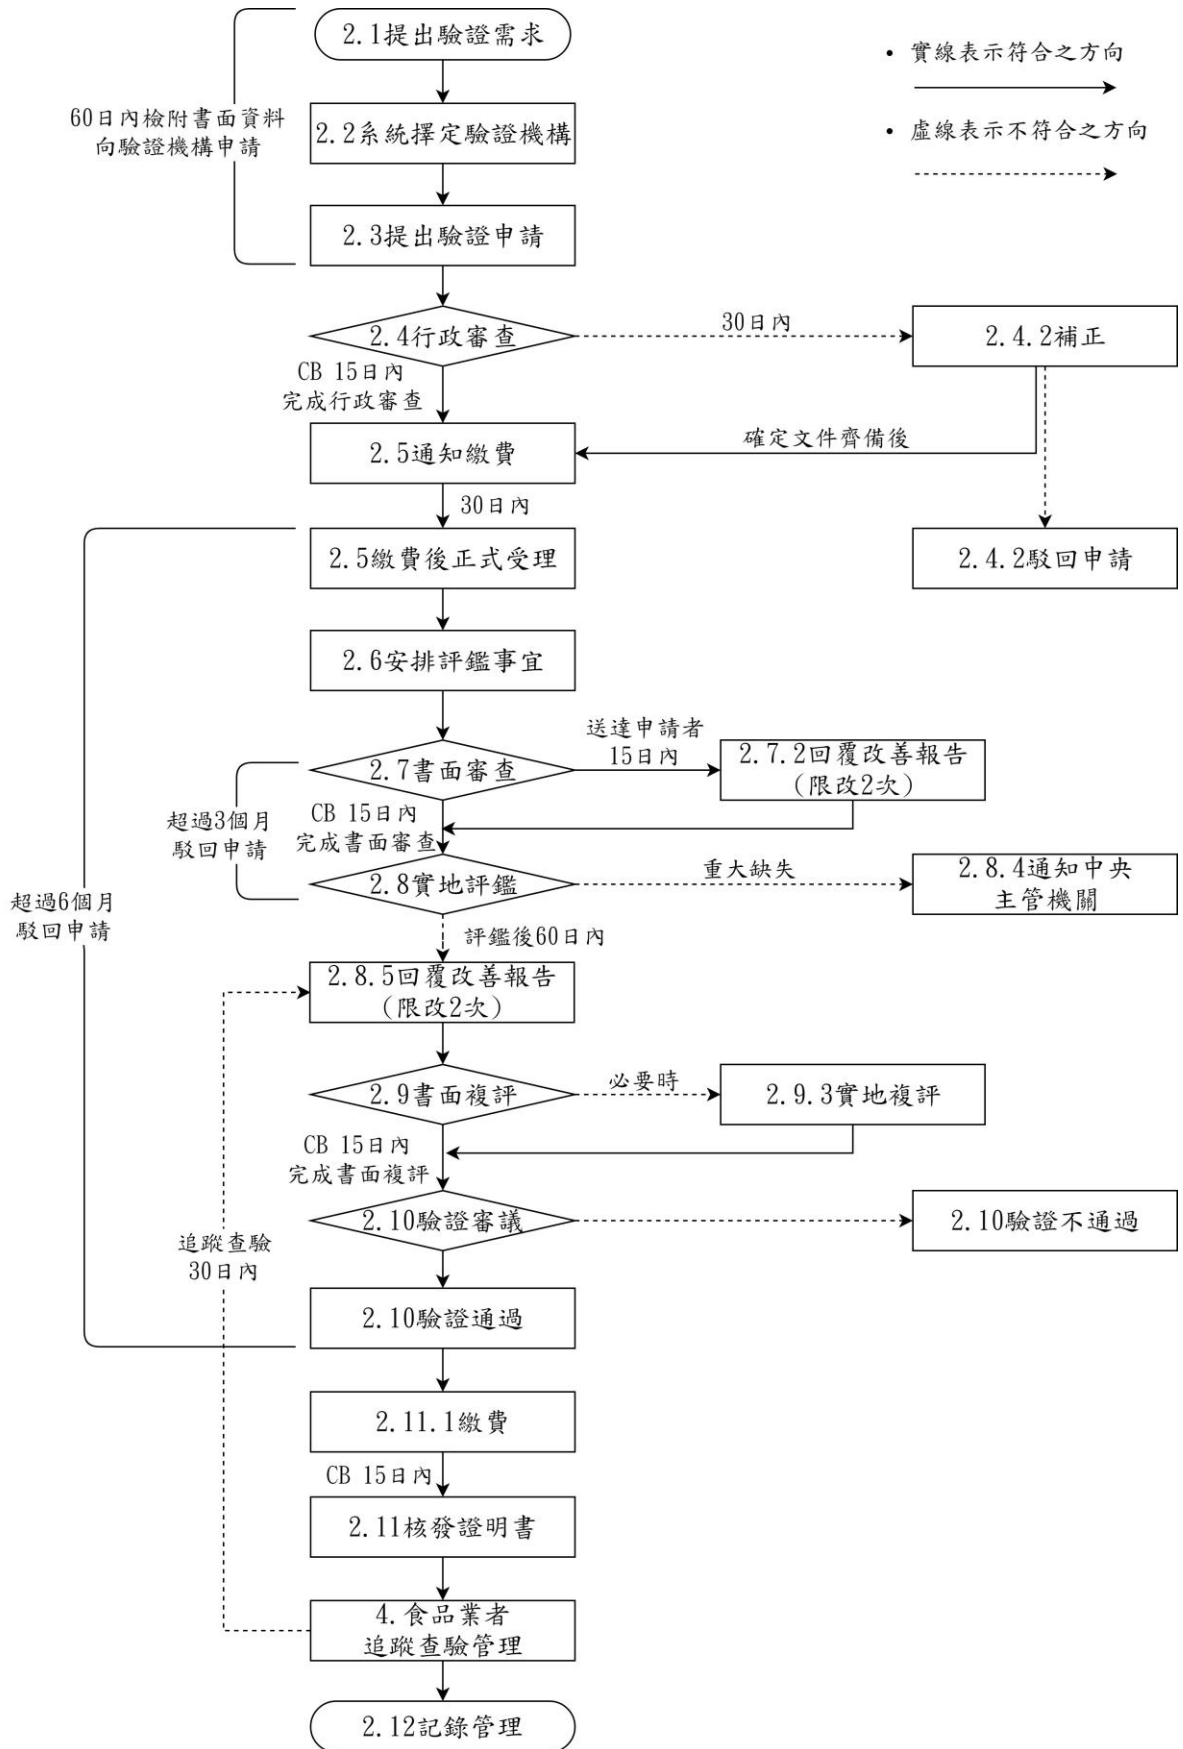 2.1提出驗證需求
• 實線表示符合之方向
60日內檢附書面資料
向驗證機構申請
2.2系統擇定驗證機構
• 虛線表示不符合之方向
2.3提出驗證申請
2.4行政審查
30日內
2.4.2補正
CB 15日內
完成行政審查
2.5通知繳費
確定文件齊備後
30日內
2.5繳費後正式受理
2.4.2駁回申請
2.6安排評鑑事宜
送達申請者
15日內
2.7書面審查
2.7.2回覆改善報告
(限改2次)
超過3個月
駁回申請
CB 15日內
完成書面審查
2.8實地評鑑
重大缺失
2.8.4通知中央
主管機關
超過6個月
駁回申請
評鑑後60日內
2.8.5回覆改善報告
(限改2次)
2.9書面複評
必要時
2.9.3實地複評
CB 15日內
完成書面複評
2.10驗證審議
2.10驗證不通過
追蹤查驗
30日內
2.10驗證通過
2.11.1繳費
CB 15日內
2.11核發證明書
4.食品業者
追蹤查驗管理
2.12記錄管理